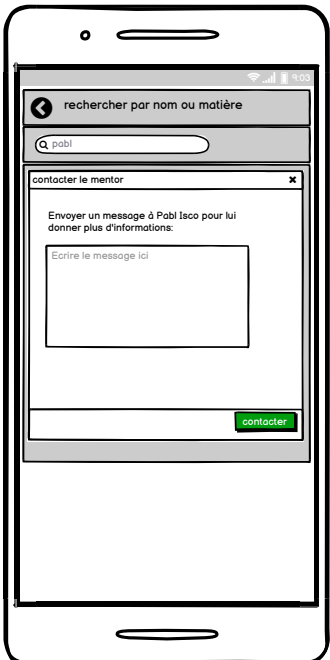 9:03
rechercher par nom ou matière
pabl
contacter le mentor
Envoyer un message à Pabl Isco pour lui
donner plus d'informations:
Ecrire le message ici
contacter